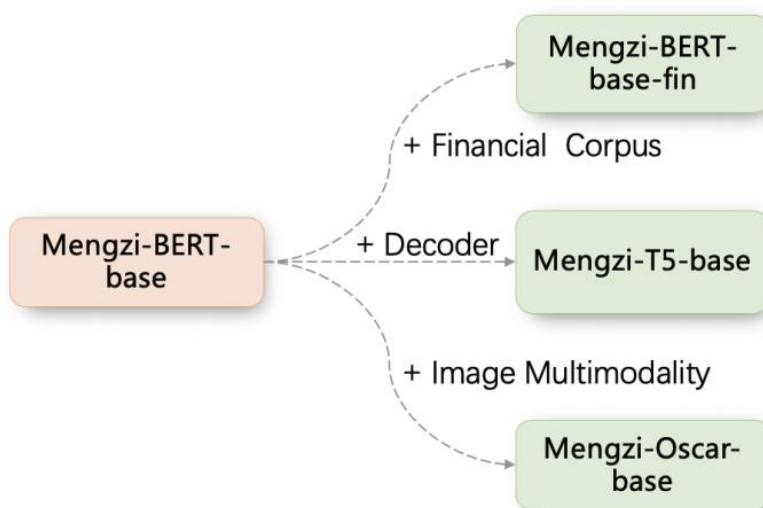 Mengzi-BERT-
base-fin
+ Financial Corpus
Mengzi-BERT-
base
+ Decoder
Mengzi-T5-base
+ Image Multimodality
Mengzi-Oscar-
base